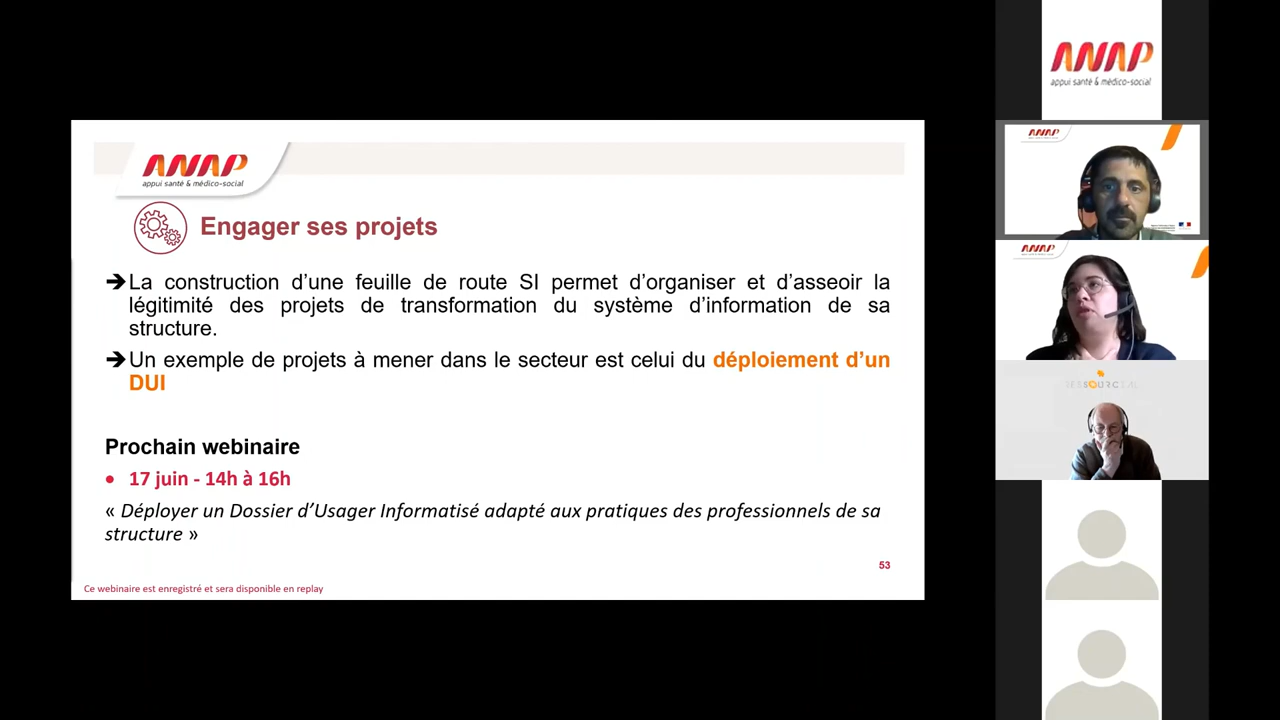 ANAP
appui santé & médico-social
Engager ses projets
➔La construction d’une feuille de route SI permet d’organiser et d’asseoir la
légitimité des projets de transformation du système d’information de sa
structure.
➔Un exemple de projets à mener dans le secteur est celui du déploiement d’un
DUI
Prochain webinaire
• 17 juin - 14h à 16h
« Déployer un Dossier d’Usager Informatisé adapté aux pratiques des professionnels de sa
structure »
53
Ce webinaire est enregistré et sera disponible en replay
ANAP
appui santé & médico-social
ANAP
ANAP